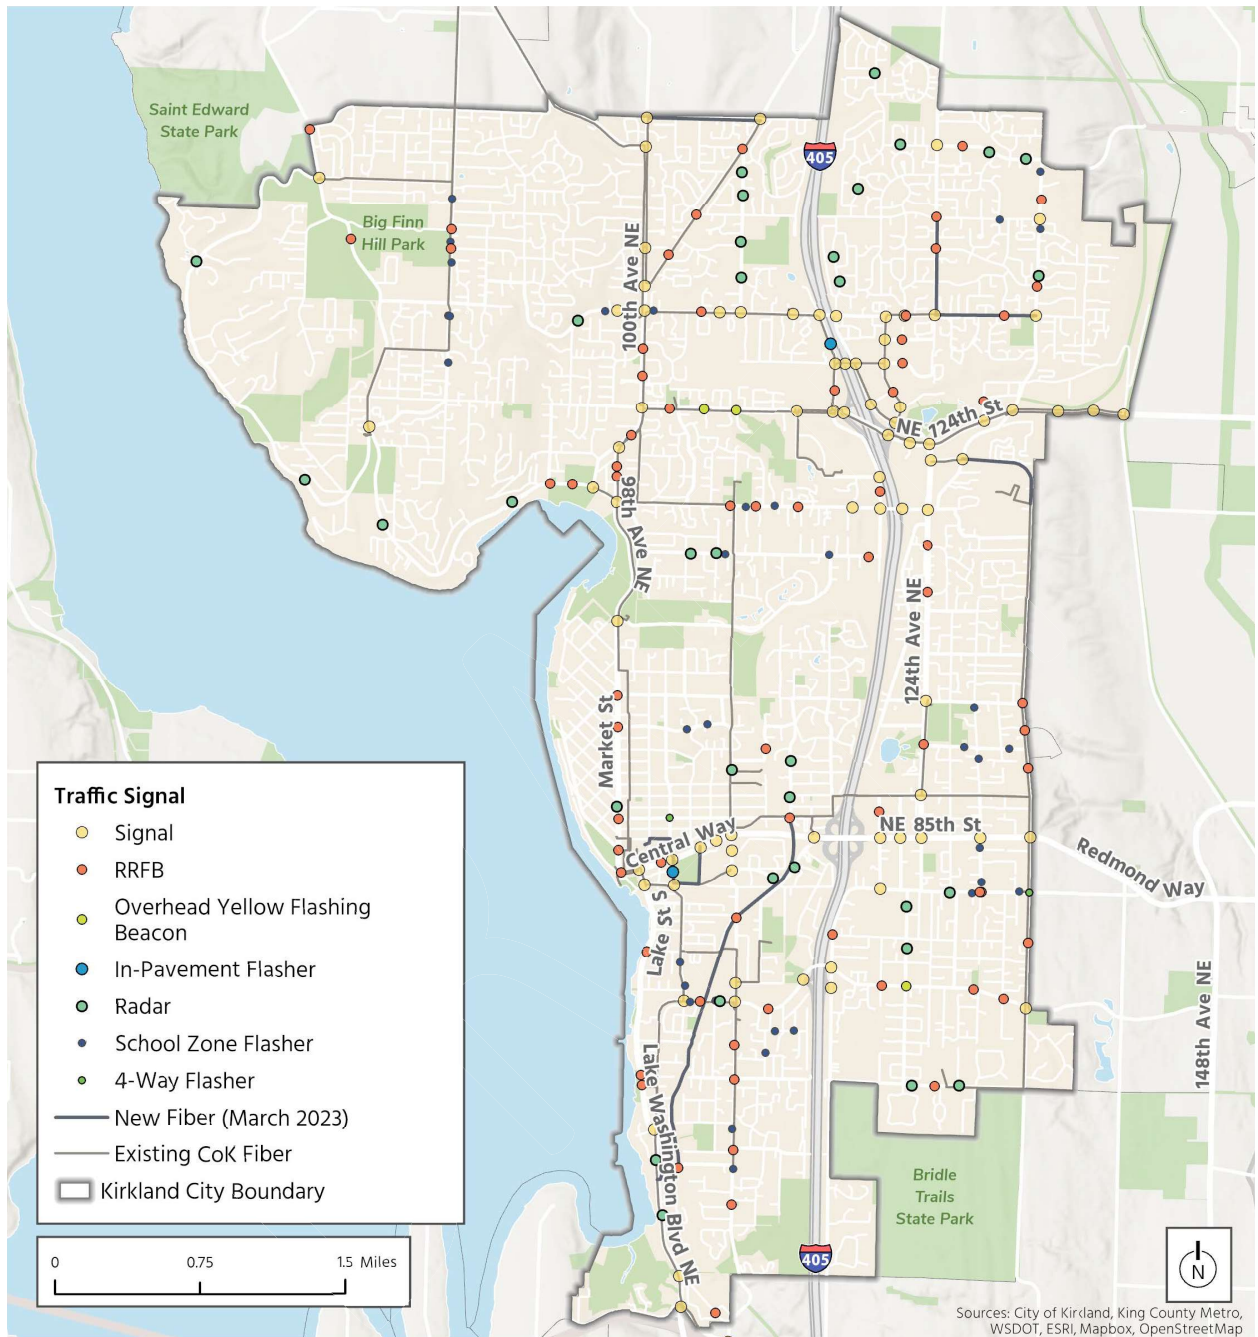 Saint Edward
State Park
Big Finn
Hill Park
405
100th Ave NE
NE 124th St
98th Ave NE
124th Ave NE
Market St
Central Way
NE 85th St
Redmond Way
Lake St S
148th Ave NE
Lake Washington Blvd NE
Bridle
Trails
State Park
405
Traffic Signal
Signal
RRFB
Overhead Yellow Flashing
Beacon
In-Pavement Flasher
Radar
School Zone Flasher
4-Way Flasher
New Fiber (March 2023)
Existing CoK Fiber
Kirkland City Boundary
0 0.75 1.5 Miles
N
Sources: City of Kirkland, King County Metro,
WSDOT, ESRI, Mapbox, OpenStreetMap